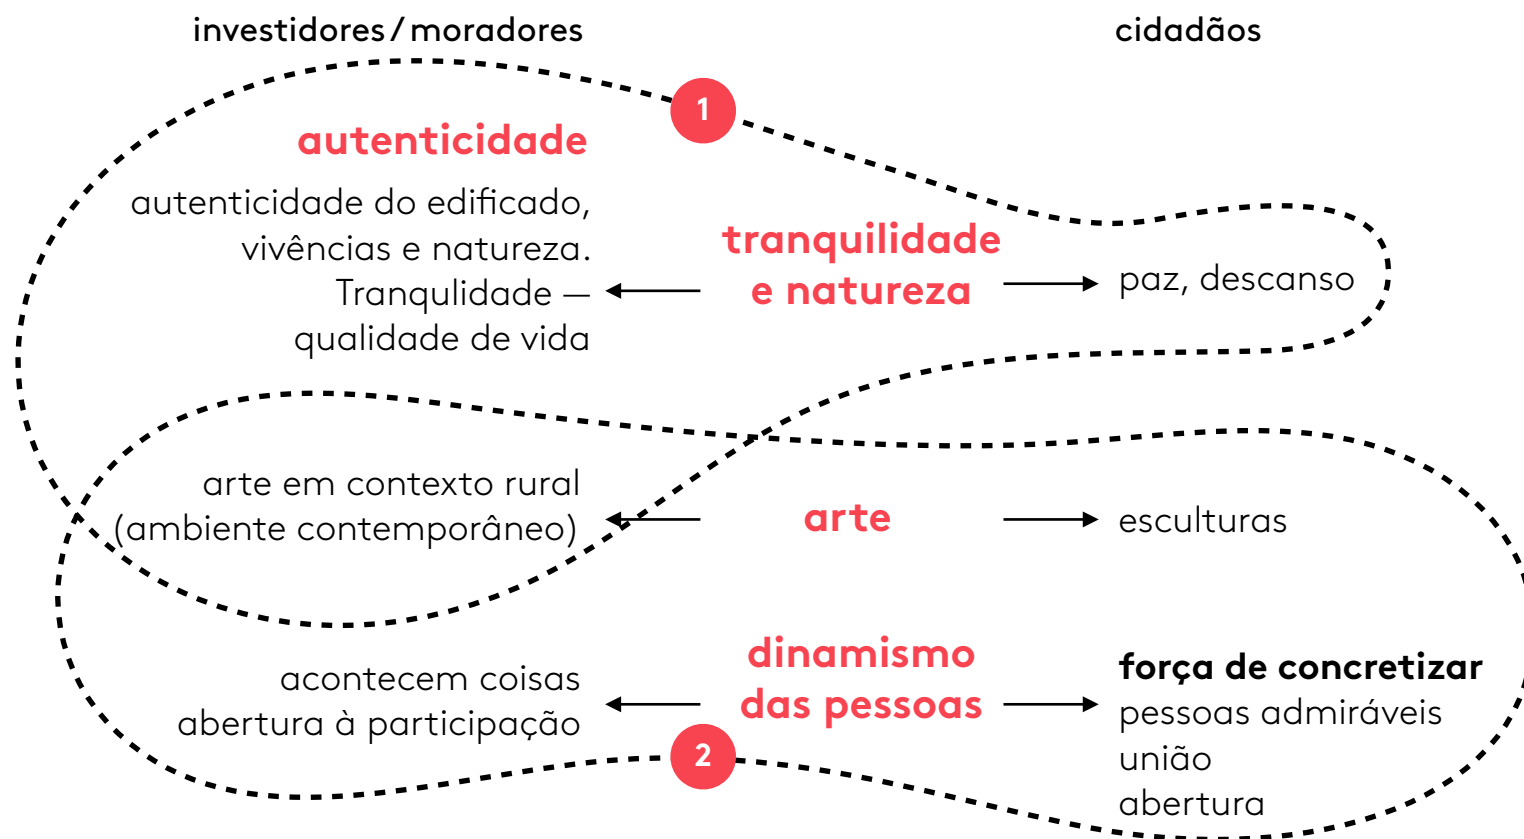 investidores / moradores
cidadãos
1
autenticidade
autenticidade do edificado,
vivências e natureza.
Tranqulidade —
qualidade de vida
tranquilidade
e natureza
paz, descanso
arte em contexto rural
(ambiente contemporâneo)
arte
esculturas
acontecem coisas
abertura à participação
dinamismo
das pessoas
força de concretizar
pessoas admiráveis
união
abertura
2